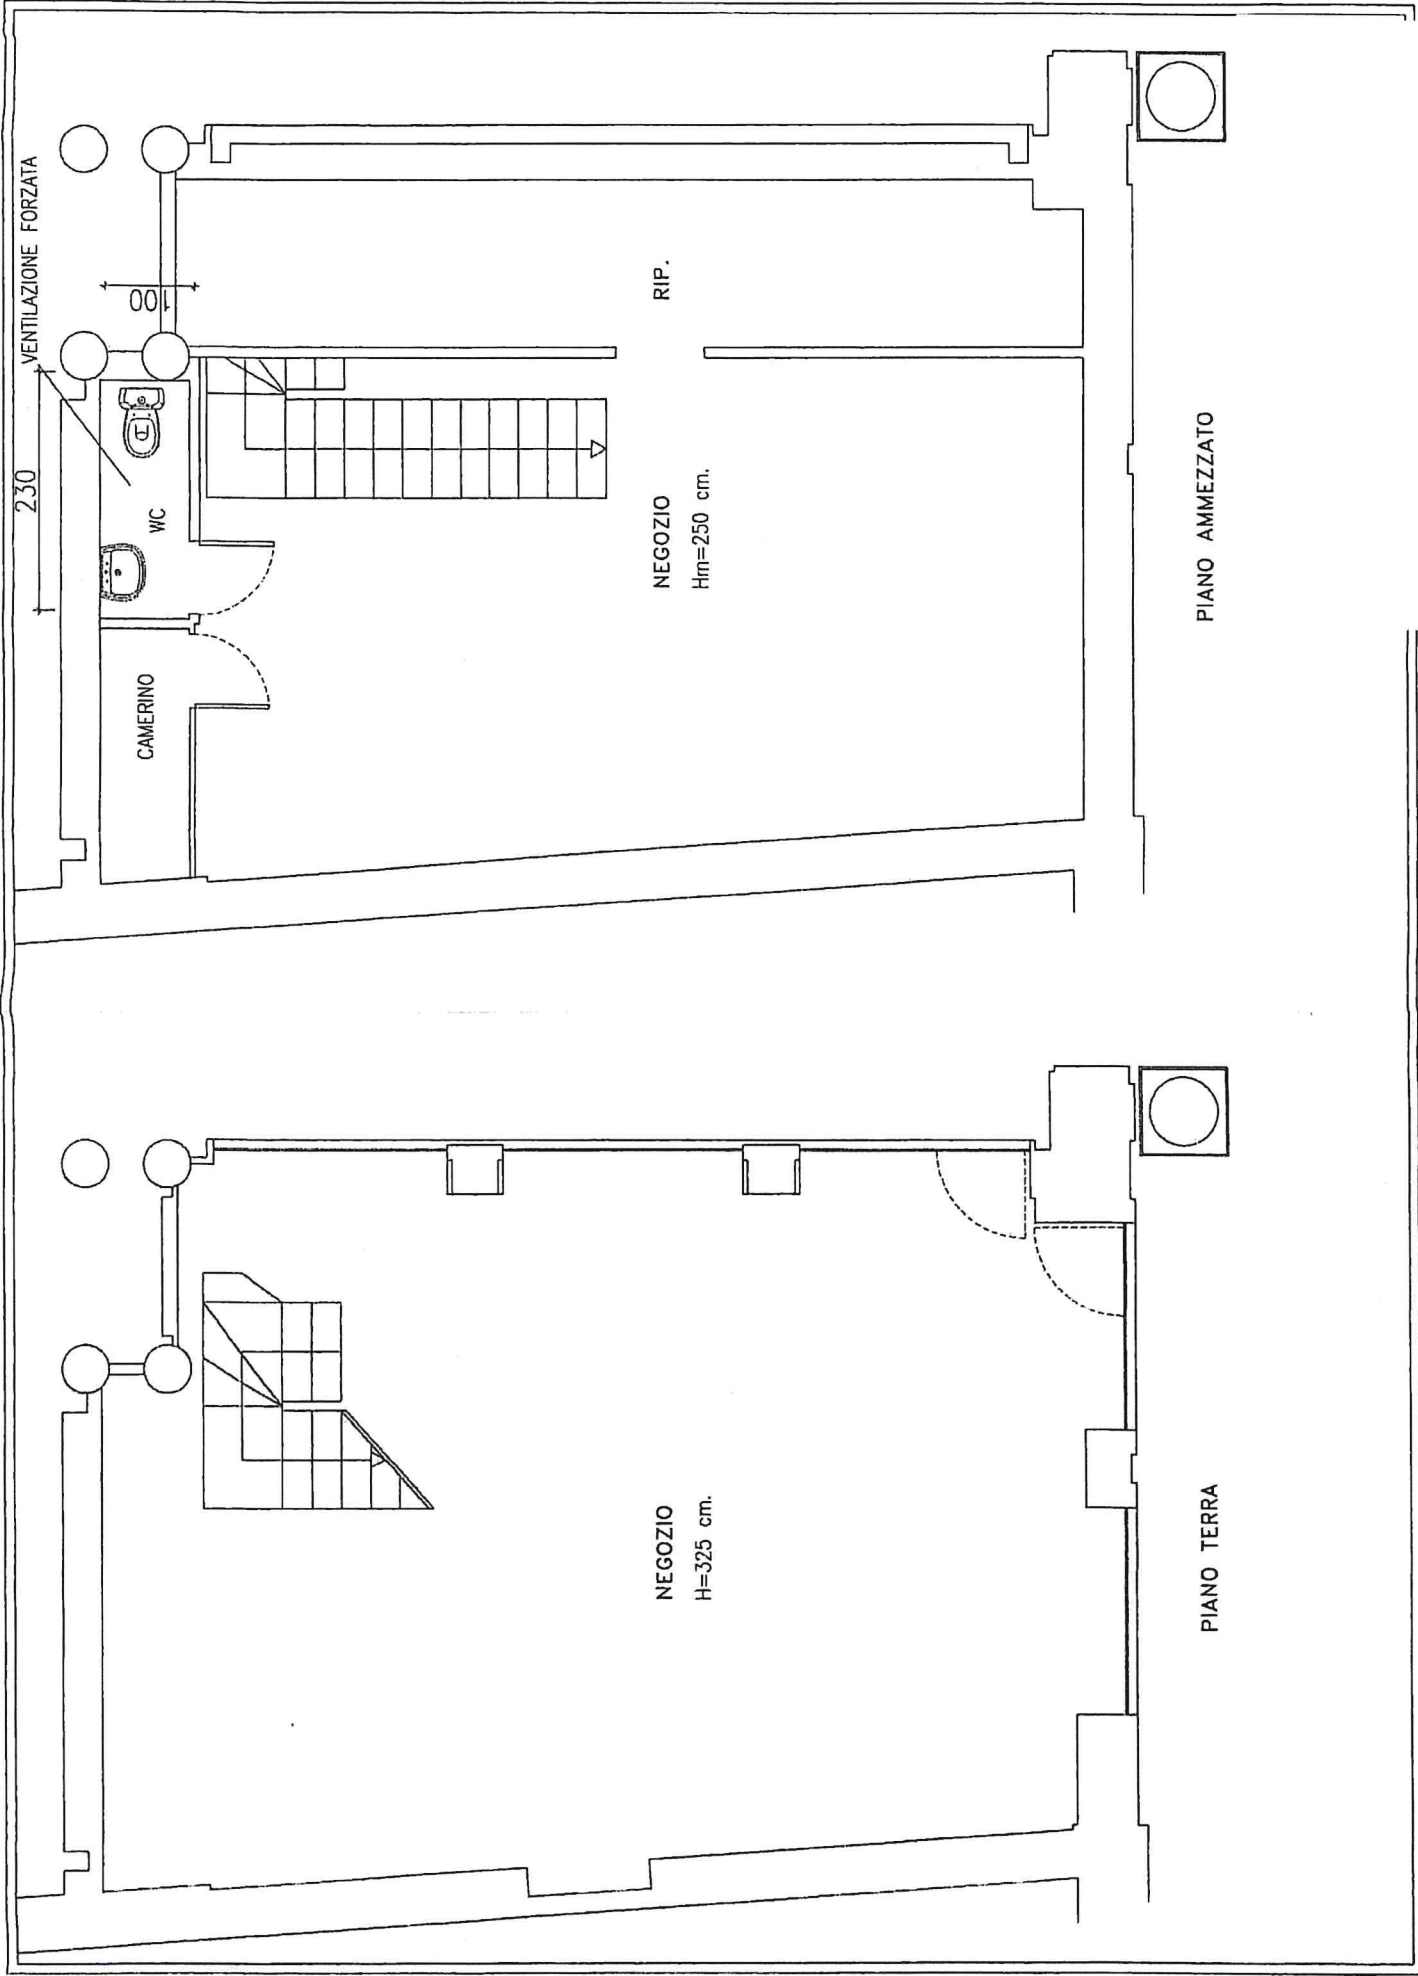 VENTILAZIONE FORZATA
230
100
WC
CAMERINO
RIP.
NEGOZIO
Hm=250 cm.
PIANO AMMEZZATO
NEGOZIO
H=325 cm.
PIANO TERRA